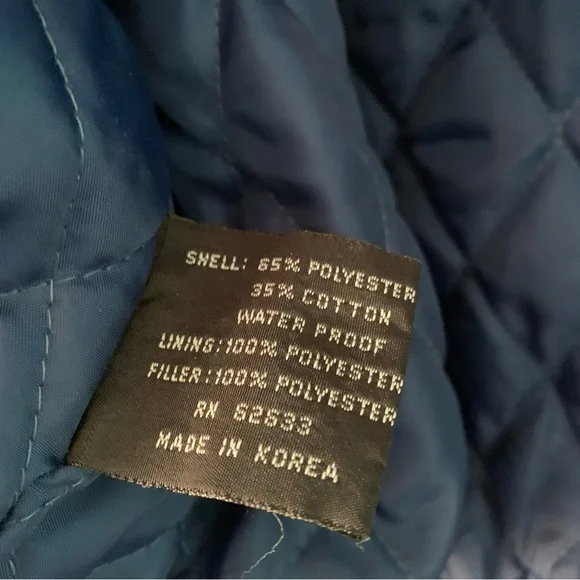 SHELL: 65% POLYESTER
35% COTTON
WATER PROOF
LINING:100% POLYESTER
FILLER:100% POLYESTER
RN 62633
MADE IN KOREA